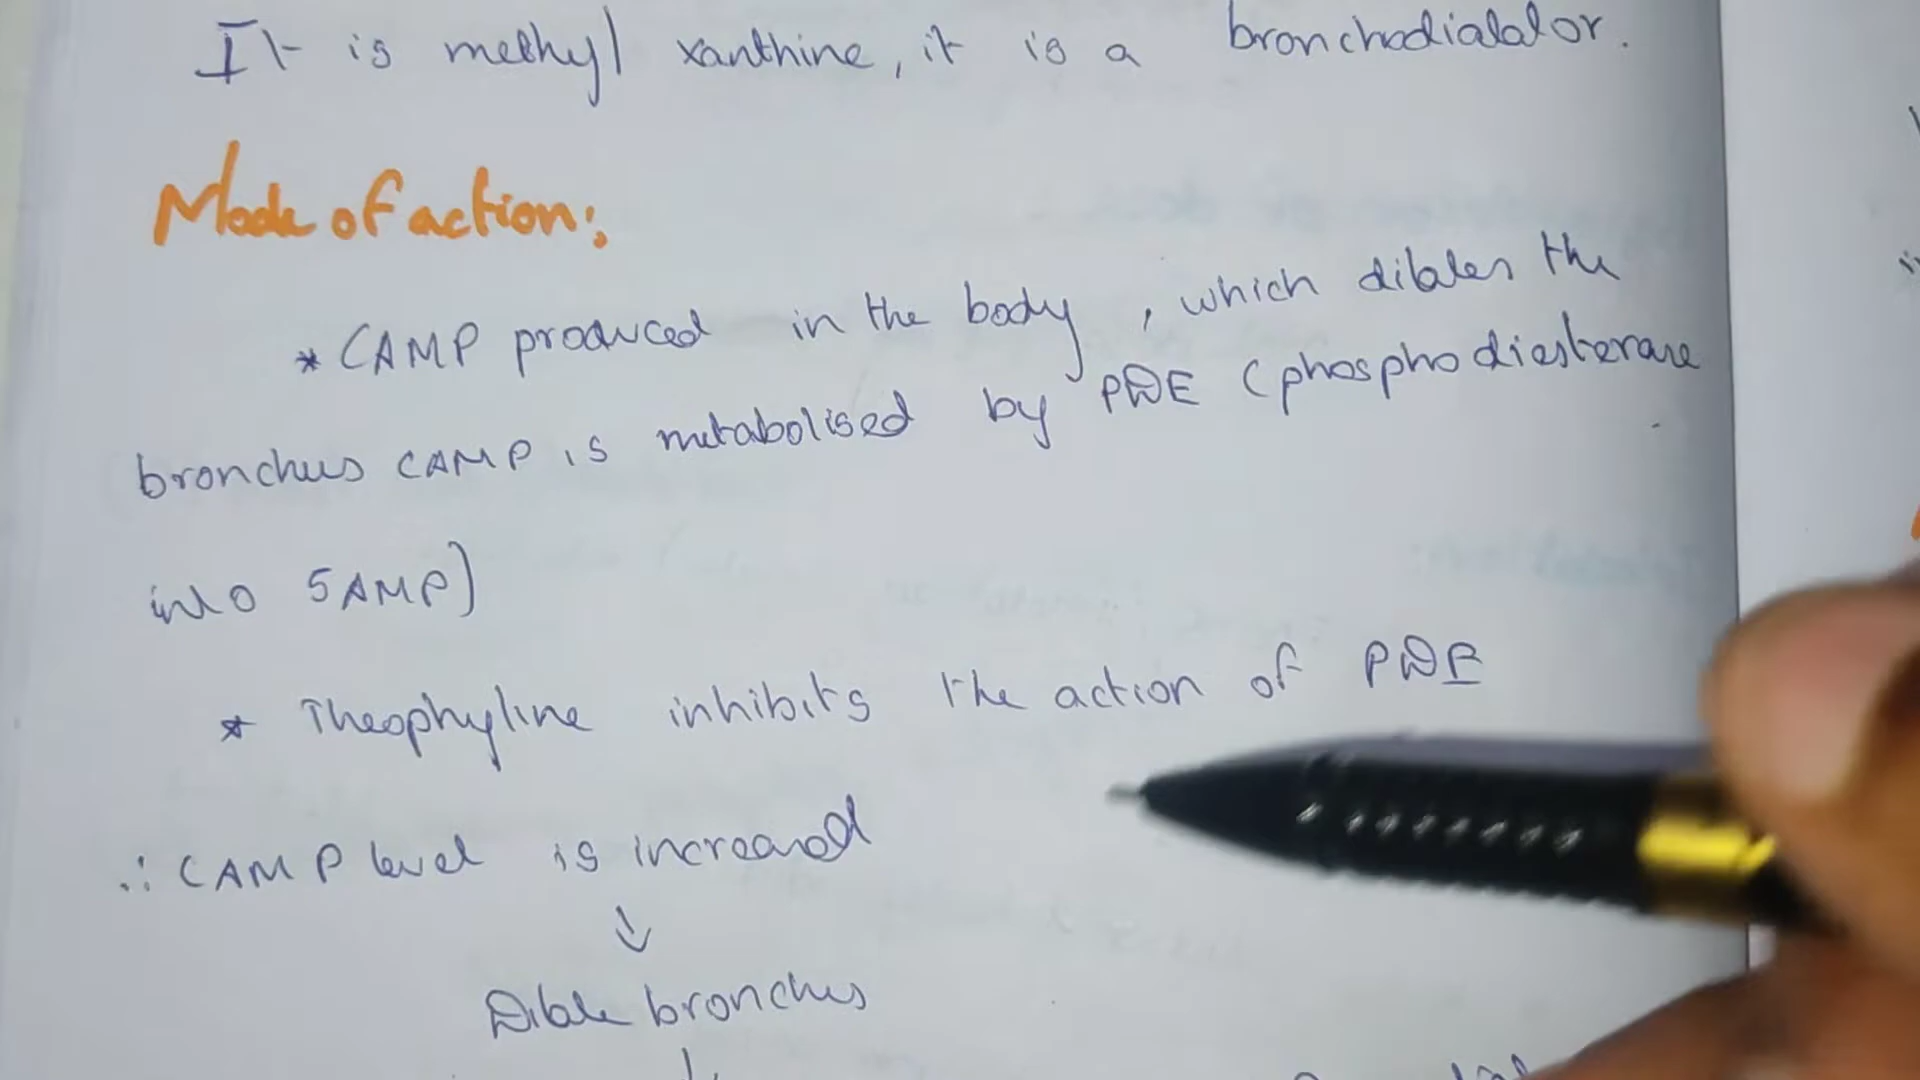 It is methyl xanthine, it is a bronchodialator.
Mode of action:
* CAMP produced in the body, which dilates the
bronchus CAMP is metabolised by PDE (phosphodiesterase
into 5AMP)
* Theophyline inhibits the action of PDE
∴ CAMP level is increased
↓
Dilate bronchus